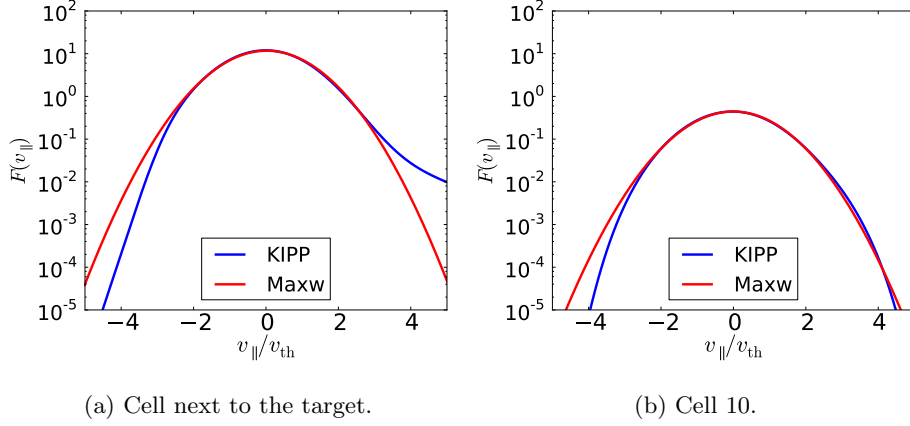 10^2
10^1
10^0
10^-1
10^-2
10^-3
10^-4
10^-5
F(v_∥)
KIPP
Maxw
−4 −2 0 2 4
v_∥/v_th
(a) Cell next to the target.
10^2
10^1
10^0
10^-1
10^-2
10^-3
10^-4
10^-5
F(v_∥)
KIPP
Maxw
−4 −2 0 2 4
v_∥/v_th
(b) Cell 10.